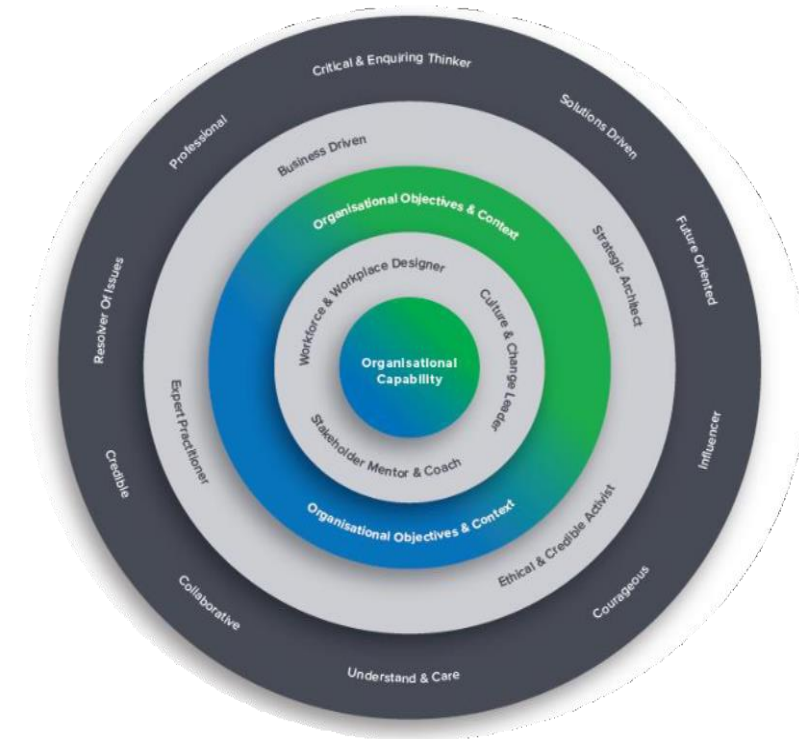 Critical & Enquiring Thinker
Solutions Driven
Future Oriented
Influencer
Courageous
Understand & Care
Collaborative
Credible
Resolver Of Issues
Professional
Business Driven
Strategic Architect
Ethical & Credible Activist
Expert Practitioner
Organisational Objectives & Context
Organisational Objectives & Context
Workforce & Workplace Designer
Culture & Change Leader
Stakeholder Mentor & Coach
Organisational
Capability